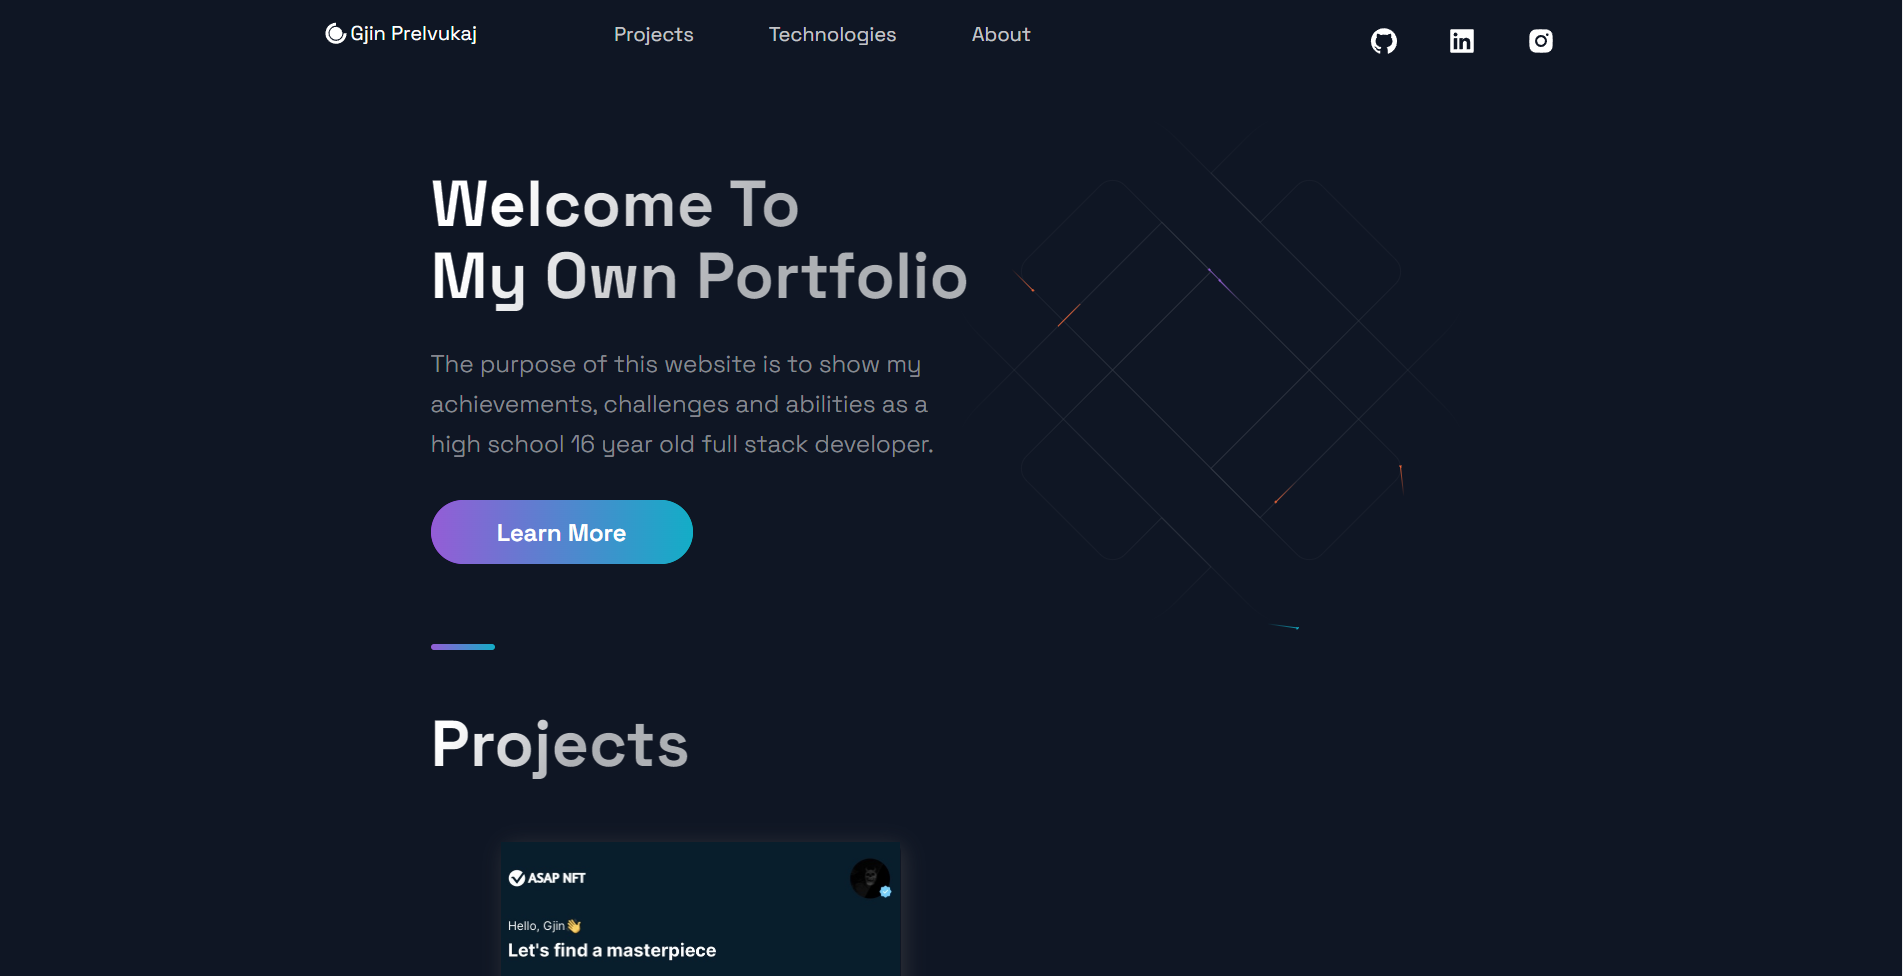 Gjin Prelvukaj
Projects
Technologies
About
Welcome To
My Own Portfolio
The purpose of this website is to show my
achievements, challenges and abilities as a
high school 16 year old full stack developer.
Learn More
Projects
ASAP NFT
Hello, Gjin👋
Let's find a masterpiece